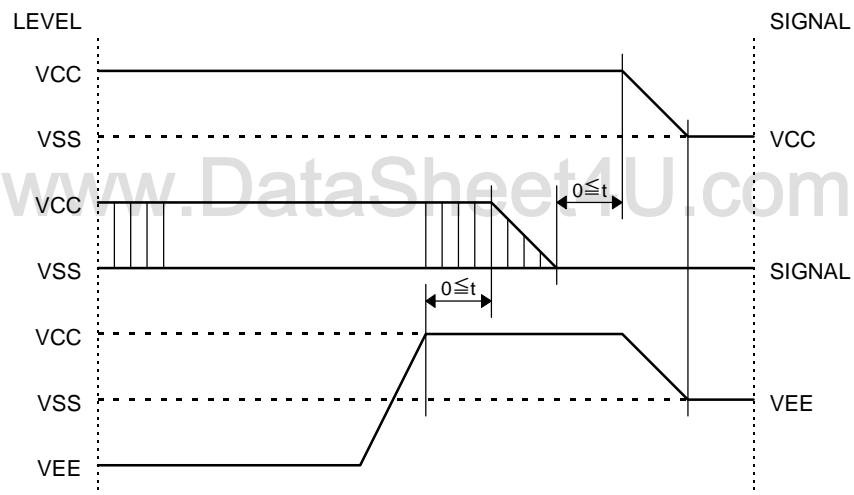 LEVEL SIGNAL
VCC
VSS VCC
www.DataSheet4U.com
VCC 0≦t
VSS SIGNAL
0≦t
VCC
VSS VEE
VEE